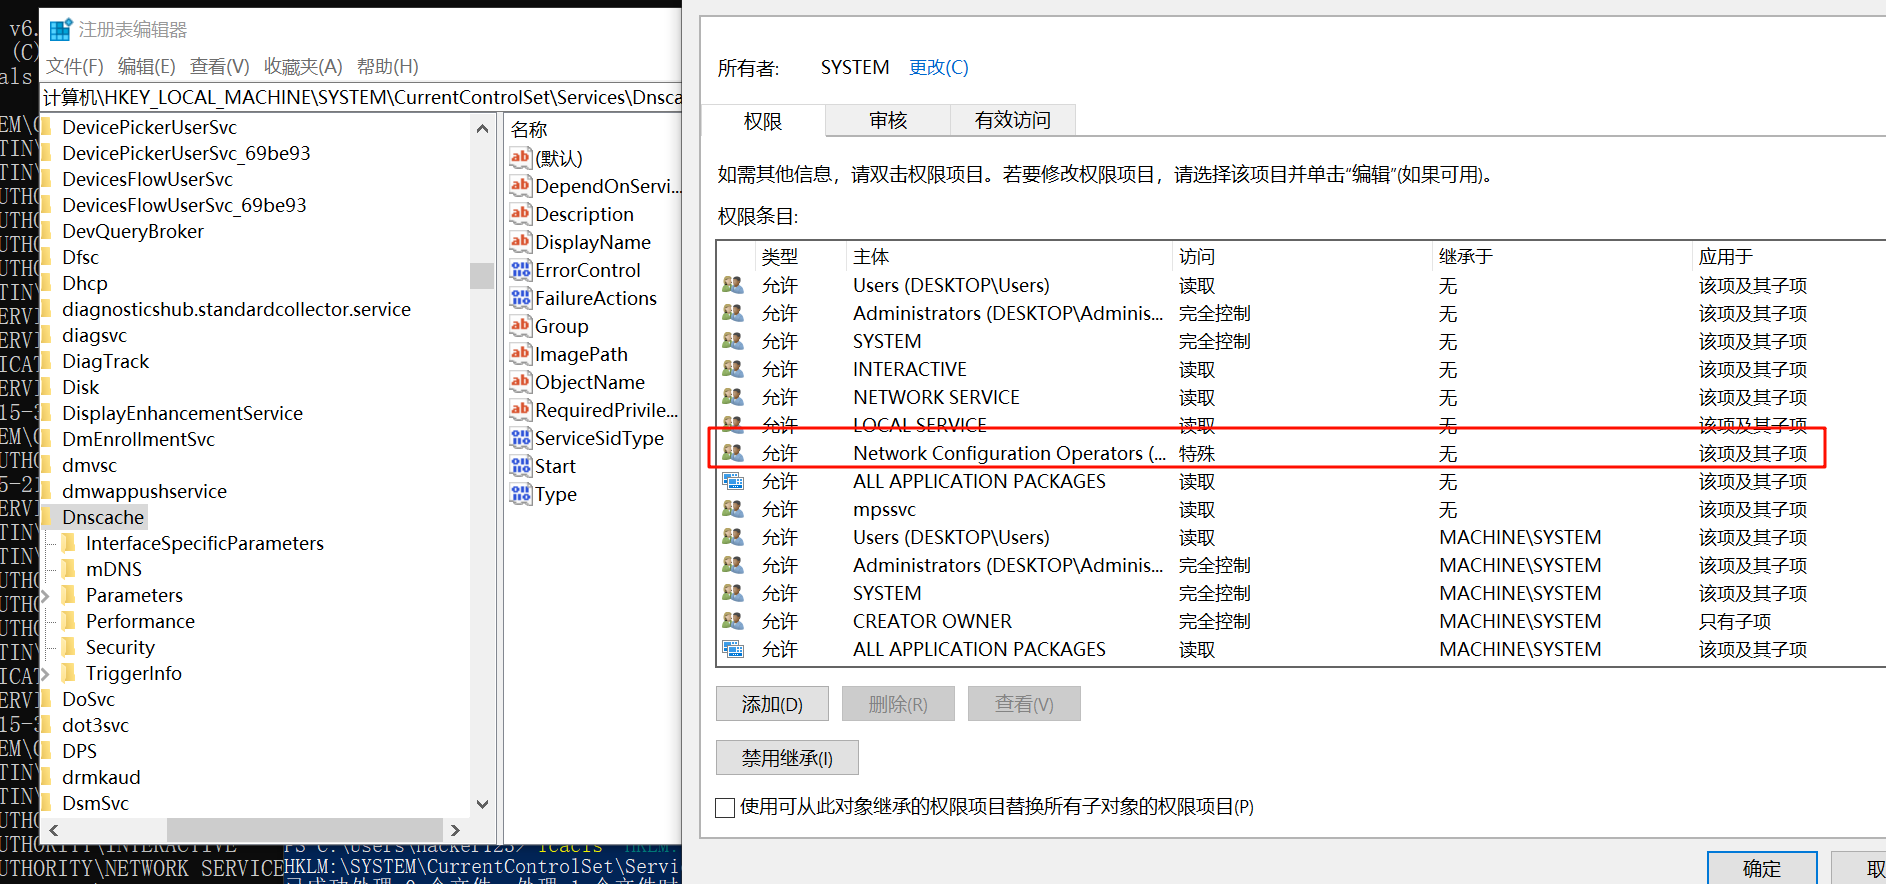 v6.
(C)
als
注册表编辑器
文件(F) 编辑(E) 查看(V) 收藏夹(A) 帮助(H)
计算机\HKEY_LOCAL_MACHINE\SYSTEM\CurrentControlSet\Services\Dnsca
DevicePickerUserSvc
DevicePickerUserSvc_69be93
DevicesFlowUserSvc
DevicesFlowUserSvc_69be93
DevQueryBroker
Dfsc
Dhcp
diagnosticshub.standardcollector.service
diagsvc
DiagTrack
Disk
DisplayEnhancementService
DmEnrollmentSvc
dmvsc
dmwappushservice
Dnscache
InterfaceSpecificParameters
mDNS
Parameters
Performance
Security
TriggerInfo
DoSvc
dot3svc
DPS
drmkaud
DsmSvc
名称
(默认)
DependOnServi...
Description
DisplayName
ErrorControl
FailureActions
Group
ImagePath
ObjectName
RequiredPrivile...
ServiceSidType
Start
Type
所有者: SYSTEM 更改(C)
权限 审核 有效访问
如需其他信息，请双击权限项目。若要修改权限项目，请选择该项目并单击“编辑”(如果可用)。
权限条目:
类型 主体 访问 继承于 应用于
允许 Users (DESKTOP\Users) 读取 无 该项及其子项
允许 Administrators (DESKTOP\Adminis... 完全控制 无 该项及其子项
允许 SYSTEM 完全控制 无 该项及其子项
允许 INTERACTIVE 读取 无 该项及其子项
允许 NETWORK SERVICE 读取 无 该项及其子项
允许 LOCAL SERVICE 读取 无 该项及其子项
允许 Network Configuration Operators (... 特殊 无 该项及其子项
允许 ALL APPLICATION PACKAGES 读取 无 该项及其子项
允许 mpssvc 读取 无 该项及其子项
允许 Users (DESKTOP\Users) 读取 MACHINE\SYSTEM 该项及其子项
允许 Administrators (DESKTOP\Adminis... 完全控制 MACHINE\SYSTEM 该项及其子项
允许 SYSTEM 完全控制 MACHINE\SYSTEM 该项及其子项
允许 CREATOR OWNER 完全控制 MACHINE\SYSTEM 只有子项
允许 ALL APPLICATION PACKAGES 读取 MACHINE\SYSTEM 该项及其子项
添加(D) 删除(R) 查看(V)
禁用继承(I)
使用可从此对象继承的权限项目替换所有子对象的权限项目(P)
确定 取
UTHORITY\NETWORK SERVICE
HKLM:\SYSTEM\CurrentControlSet\Servi